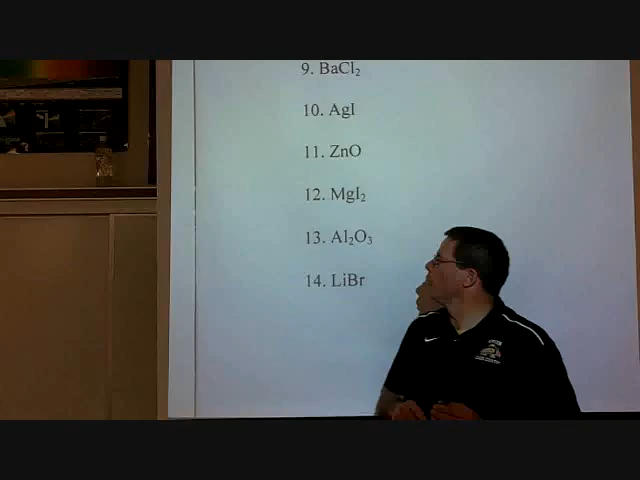 9. BaCl₂
10. AgI
11. ZnO
12. MgI₂
13. Al₂O₃
14. LiBr